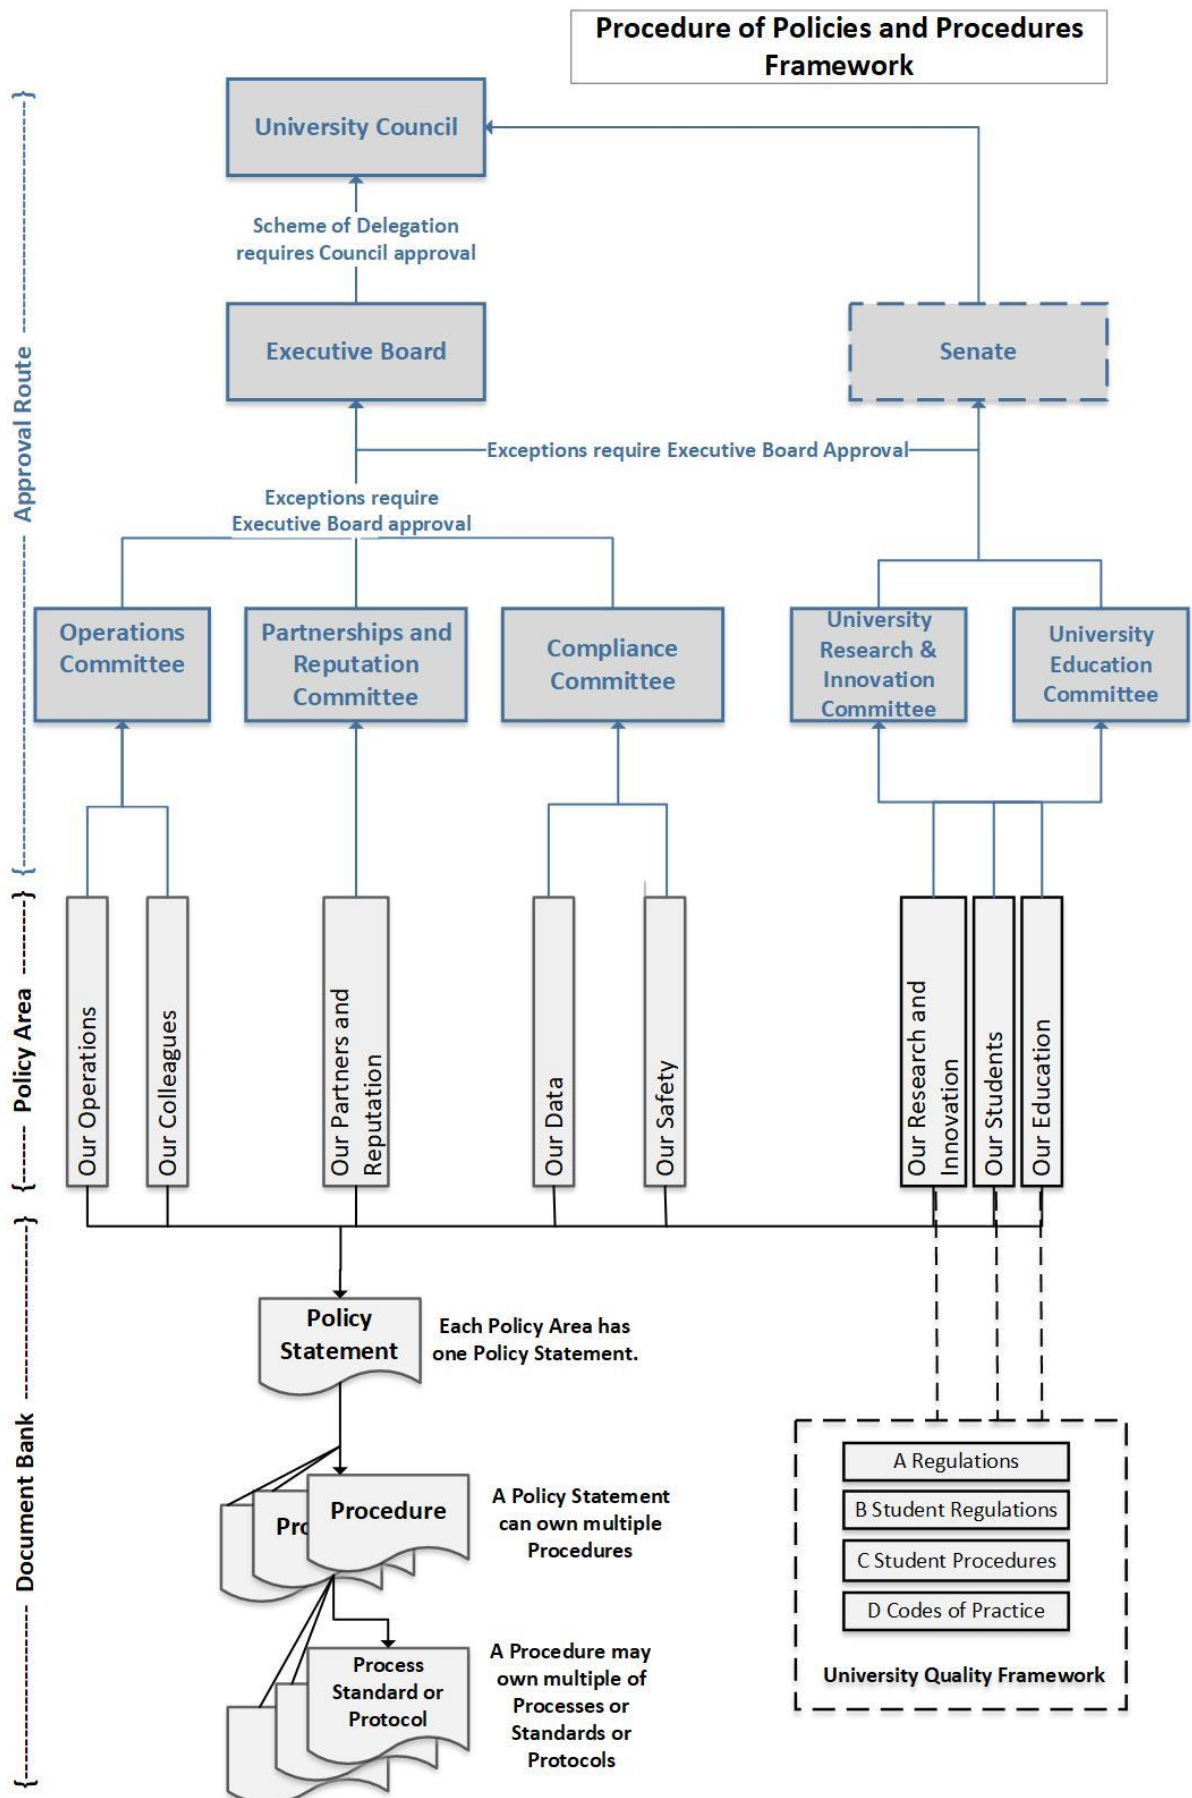 Procedure of Policies and Procedures
Framework
University Council
Scheme of Delegation
requires Council approval
Executive Board
Senate
Exceptions require Executive Board Approval
Exceptions require
Executive Board approval
Operations
Committee
Partnerships and
Reputation
Committee
Compliance
Committee
University
Research &
Innovation
Committee
University
Education
Committee
Approval Route
Policy Area
Our Operations
Our Colleagues
Our Partners and
Reputation
Our Data
Our Safety
Our Research and
Innovation
Our Students
Our Education
Document Bank
Policy
Statement
Each Policy Area has
one Policy Statement.
Procedure
Pro
A Policy Statement
can own multiple
Procedures
Process
Standard or
Protocol
A Procedure may
own multiple of
Processes or
Standards or
Protocols
A Regulations
B Student Regulations
C Student Procedures
D Codes of Practice
University Quality Framework